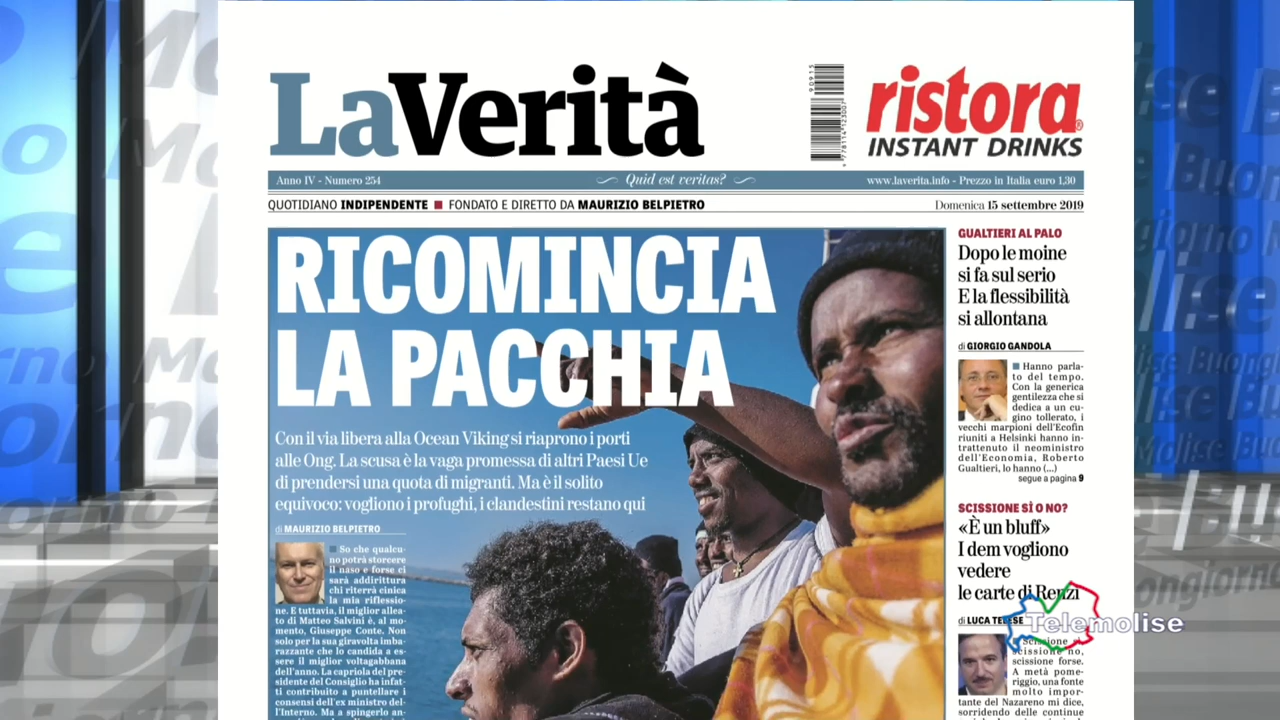 LaVerità
90915
9 778114 123007
ristora®
INSTANT DRINKS
Anno IV - Numero 254
Quid est veritas?
www.laverita.info - Prezzo in Italia euro 1,30
QUOTIDIANO INDIPENDENTE ■ FONDATO E DIRETTO DA MAURIZIO BELPIETRO
Domenica 15 settembre 2019
RICOMINCIA
LA PACCHIA
Con il via libera alla Ocean Viking si riaprono i porti
alle Ong. La scusa è la vaga promessa di altri Paesi Ue
di prendersi una quota di migranti. Ma è il solito
equivoco: vogliono i profughi, i clandestini restano qui
di MAURIZIO BELPIETRO
■ So che qualcu-
no potrà storcere
il naso e forse ci
sarà addirittura
chi riterrà cinica
la mia riflessio-
ne. E tuttavia, il miglior allea-
to di Matteo Salvini è, al mo-
mento, Giuseppe Conte. Non
solo per la sua giravolta imba-
razzante che lo candida a es-
sere il miglior voltagabbana
dell'anno. La capriola del pre-
sidente del Consiglio ha infat-
ti contribuito a puntellare i
consensi dell'ex ministro del-
l'Interno. Ma a spingerlo an-
GUALTIERI AL PALO
Dopo le moine
si fa sul serio
E la flessibilità
si allontana
di GIORGIO GANDOLA
■ Hanno parla-
to del tempo.
Con la generica
gentilezza che si
dedica a un cu-
gino tollerato, i
vecchi marpioni dell'Ecofin
riuniti a Helsinki hanno in-
trattenuto il neoministro
dell'Economia, Roberto
Gualtieri, lo hanno (...)
segue a pagina 9
SCISSIONE SÌ O NO?
«È un bluff»
I dem vogliono
vedere
le carte di Renzi
di LUCA TELESE
Telemolise
■ Scissione
scissione no,
scissione forse.
A metà pome-
riggio, una fonte
molto impor-
tante del Nazareno mi dice,
sorridendo delle continue